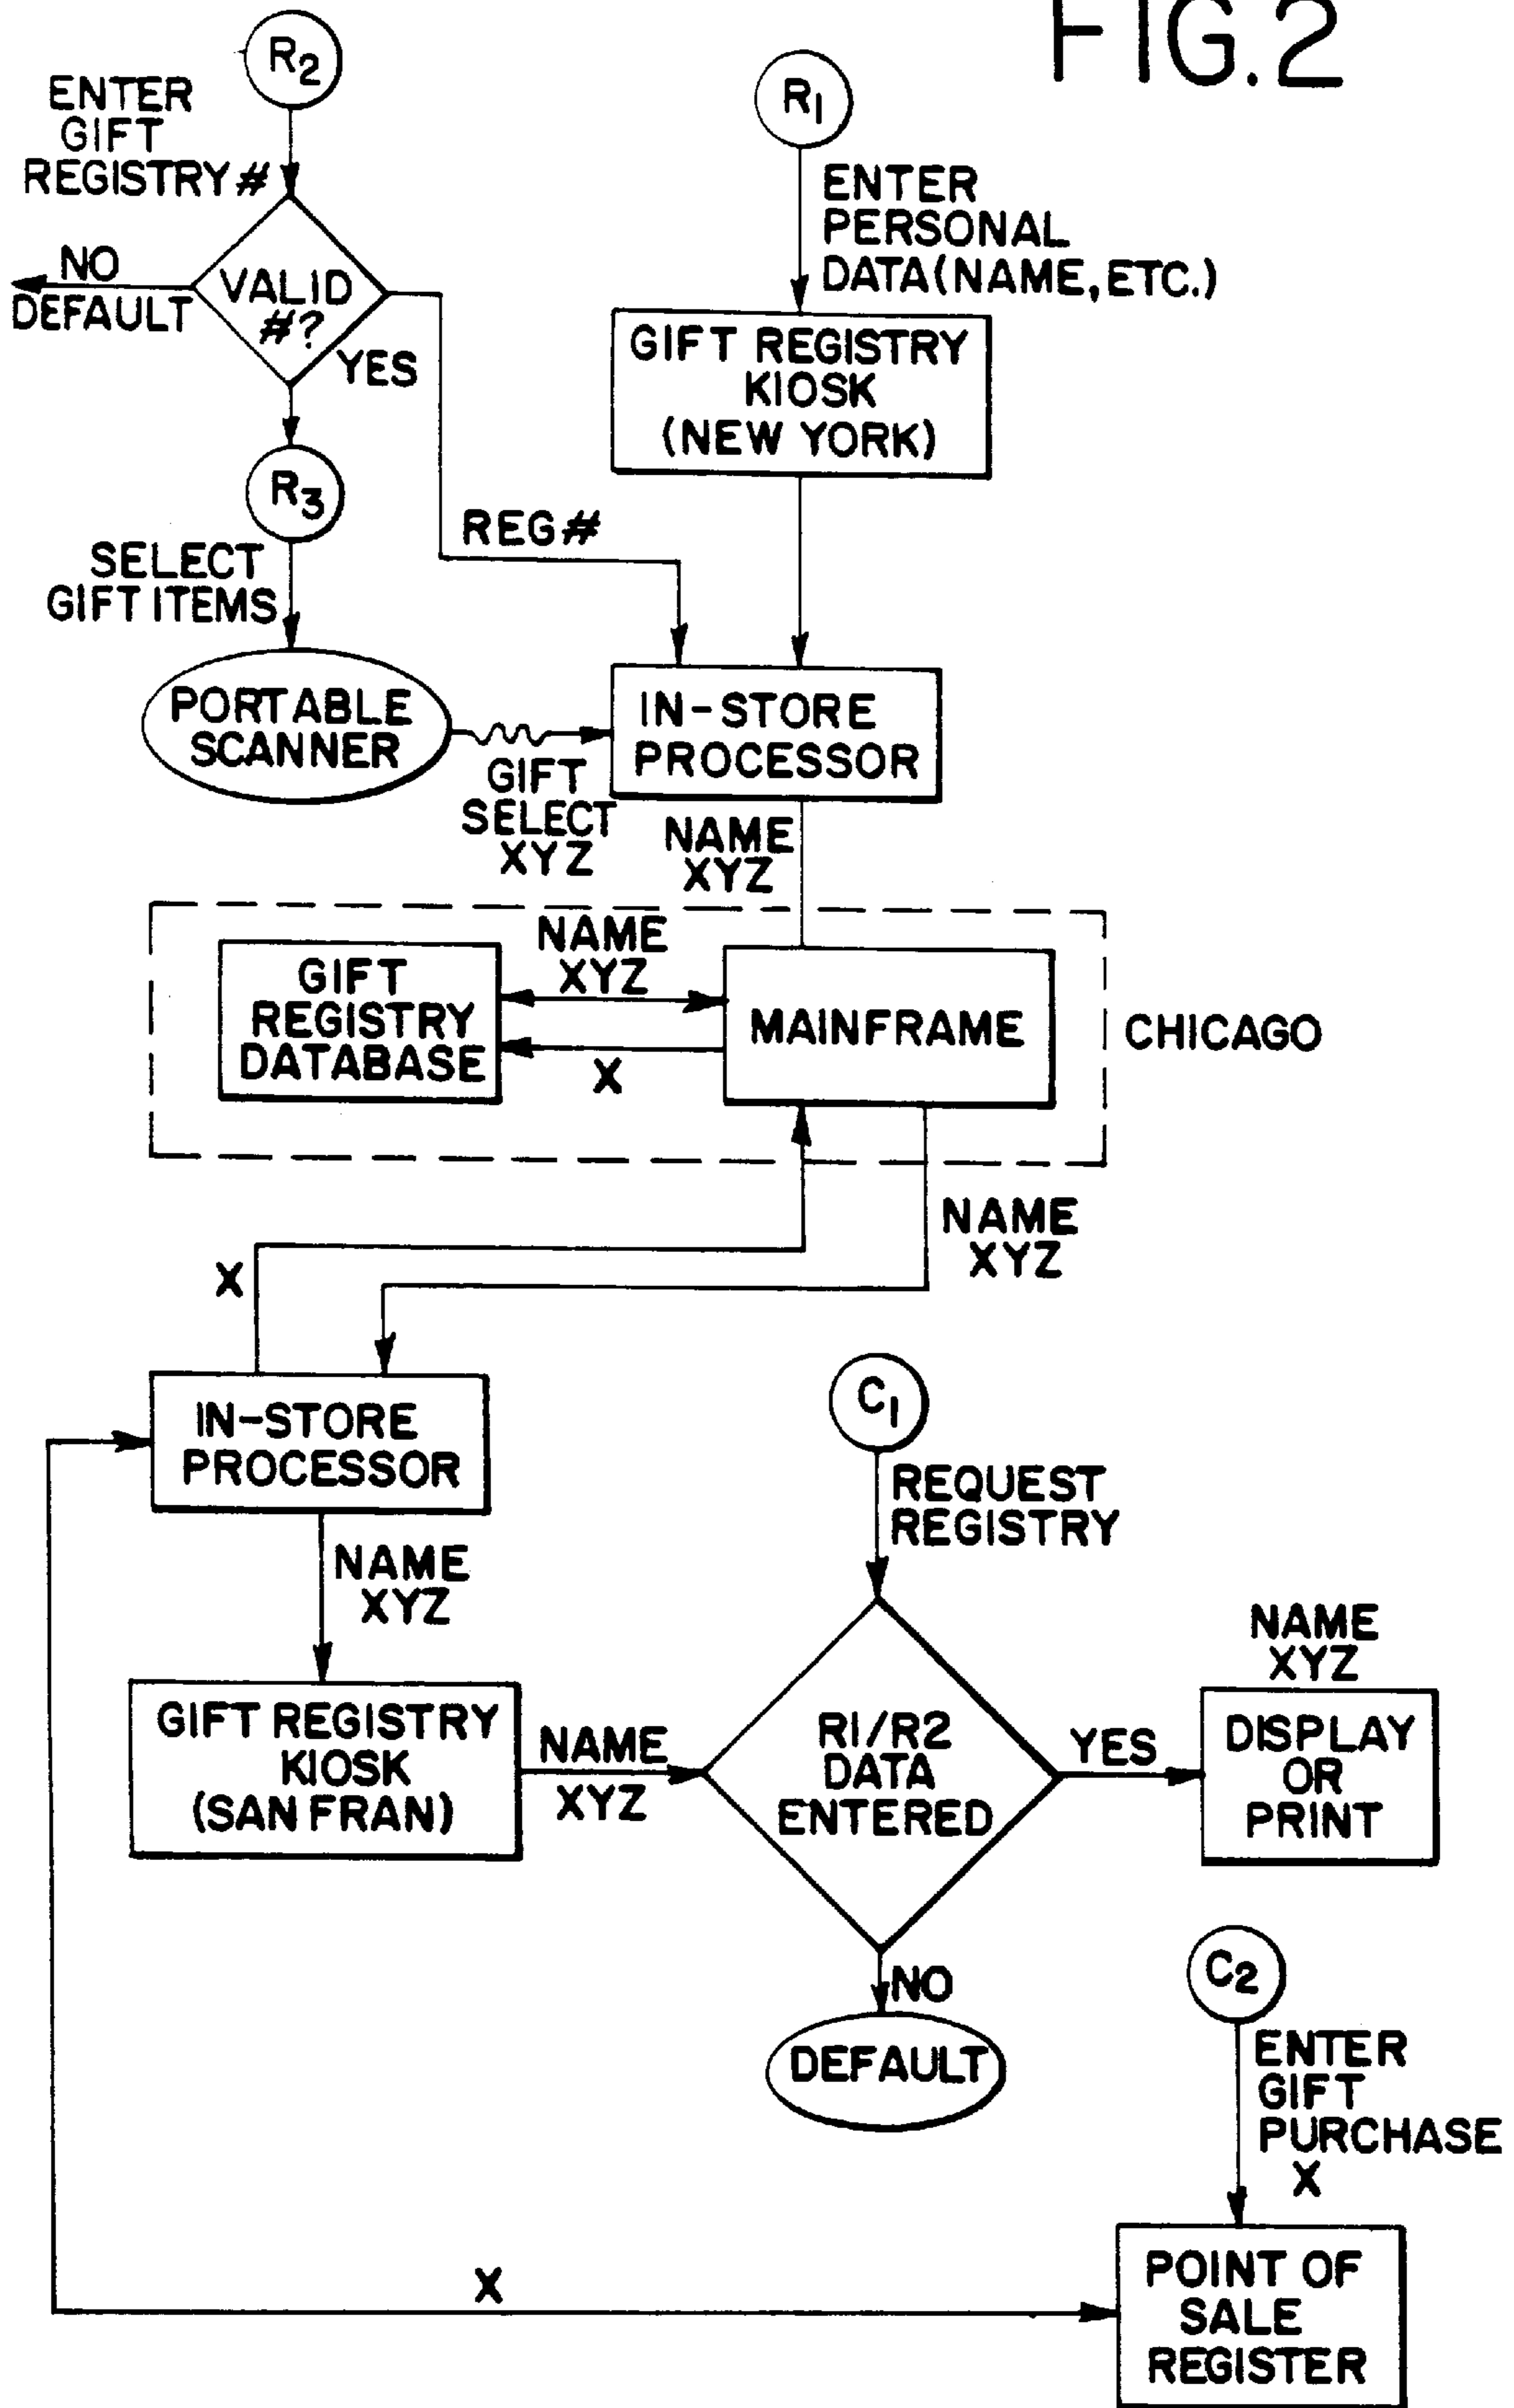 FIG.2
R2
ENTER
GIFT
REGISTRY#
NO
DEFAULT
VALID
#?
YES
R1
ENTER
PERSONAL
DATA(NAME,ETC.)
GIFT REGISTRY
KIOSK
(NEW YORK)
R3
REG#
SELECT
GIFT ITEMS
PORTABLE
SCANNER
GIFT
SELECT
XYZ
IN-STORE
PROCESSOR
NAME
XYZ
GIFT
REGISTRY
DATABASE
NAME
XYZ
X
MAINFRAME
CHICAGO
X
NAME
XYZ
IN-STORE
PROCESSOR
NAME
XYZ
GIFT REGISTRY
KIOSK
(SAN FRAN)
NAME
XYZ
C1
REQUEST
REGISTRY
R1/R2
DATA
ENTERED
YES
NAME
XYZ
DISPLAY
OR
PRINT
NO
DEFAULT
C2
ENTER
GIFT
PURCHASE
X
X
POINT OF
SALE
REGISTER